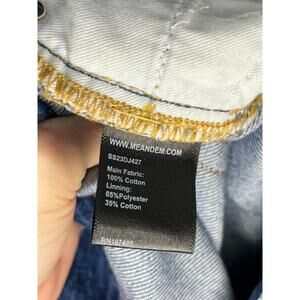 WWW.MEANDEM.COM
SS23DJ427
Main Fabric:
100% Cotton
Linning:
65%Polyester
35% Cotton